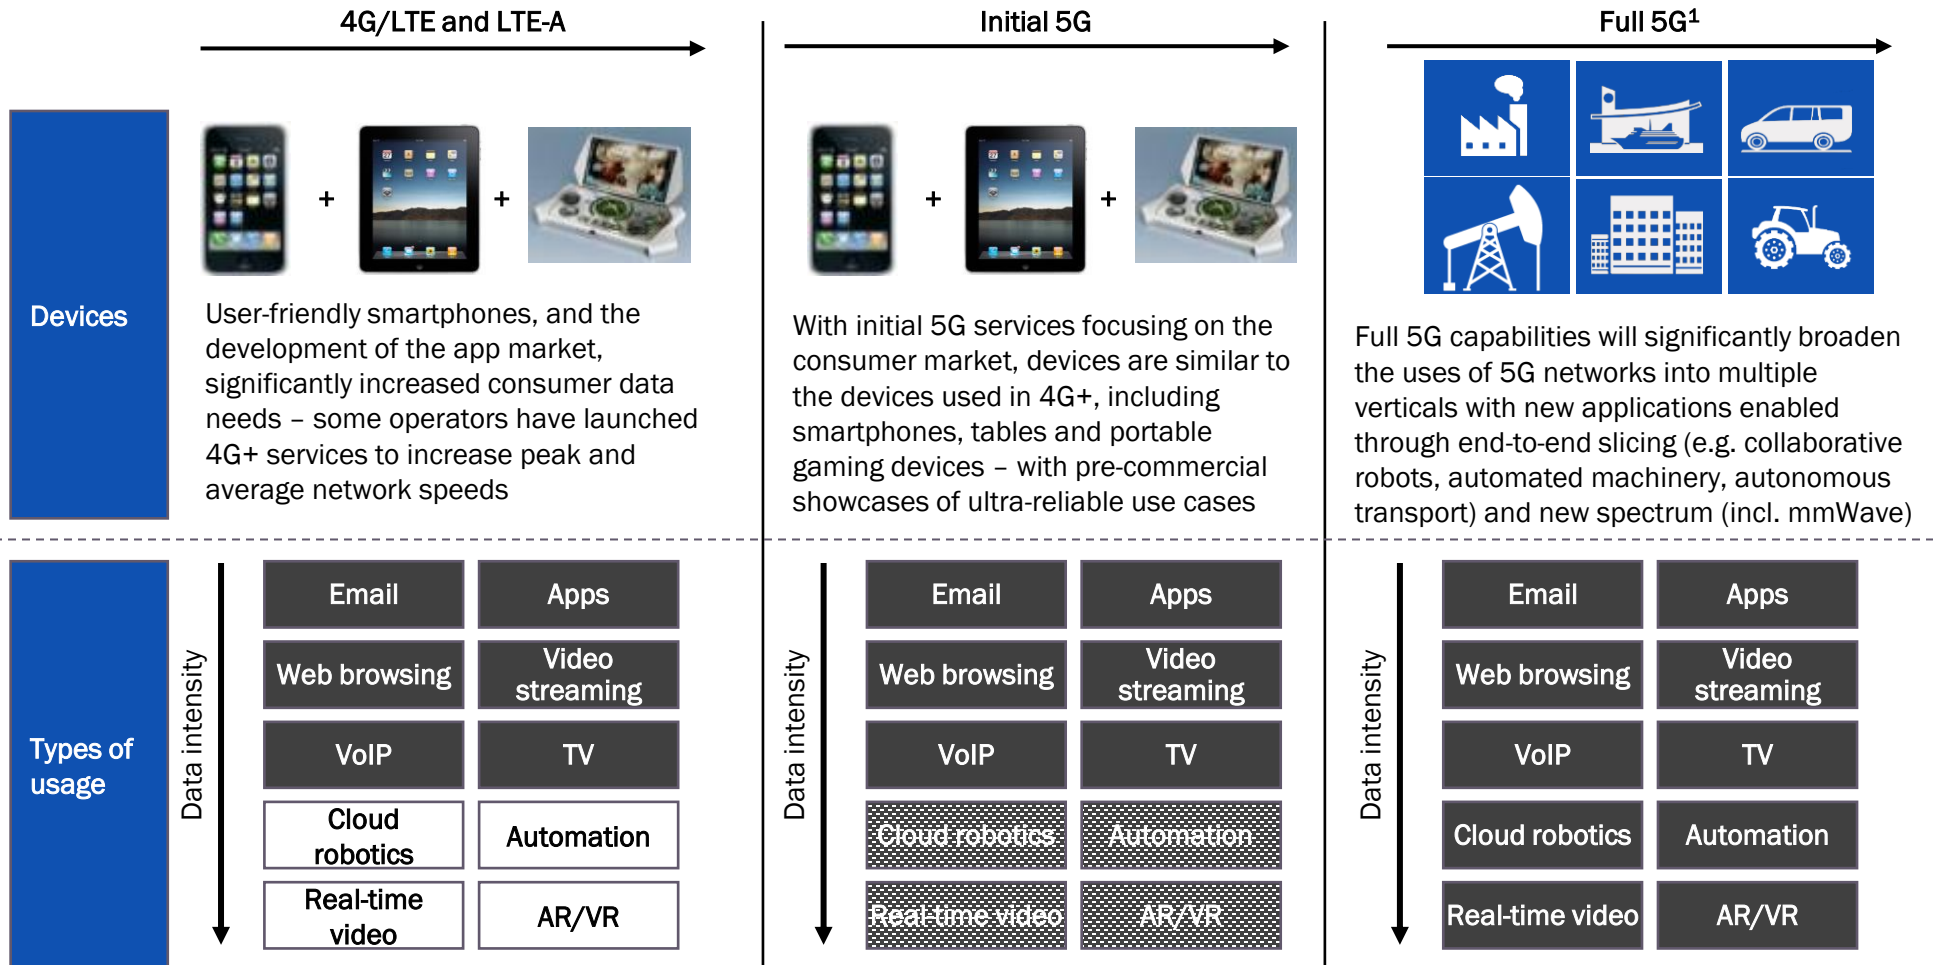 4G/LTE and LTE-A
Initial 5G
Full 5G¹
Devices
User-friendly smartphones, and the
development of the app market,
significantly increased consumer data
needs – some operators have launched
4G+ services to increase peak and
average network speeds
With initial 5G services focusing on the
consumer market, devices are similar to
the devices used in 4G+, including
smartphones, tables and portable
gaming devices – with pre-commercial
showcases of ultra-reliable use cases
Full 5G capabilities will significantly broaden
the uses of 5G networks into multiple
verticals with new applications enabled
through end-to-end slicing (e.g. collaborative
robots, automated machinery, autonomous
transport) and new spectrum (incl. mmWave)
Types of
usage
Data intensity
Email
Apps
Web browsing
Video
streaming
VoIP
TV
Cloud
robotics
Automation
Real-time
video
AR/VR
Data intensity
Email
Apps
Web browsing
Video
streaming
VoIP
TV
Cloud robotics
Automation
Real-time video
AR/VR
Data intensity
Email
Apps
Web browsing
Video
streaming
VoIP
TV
Cloud robotics
Automation
Real-time video
AR/VR